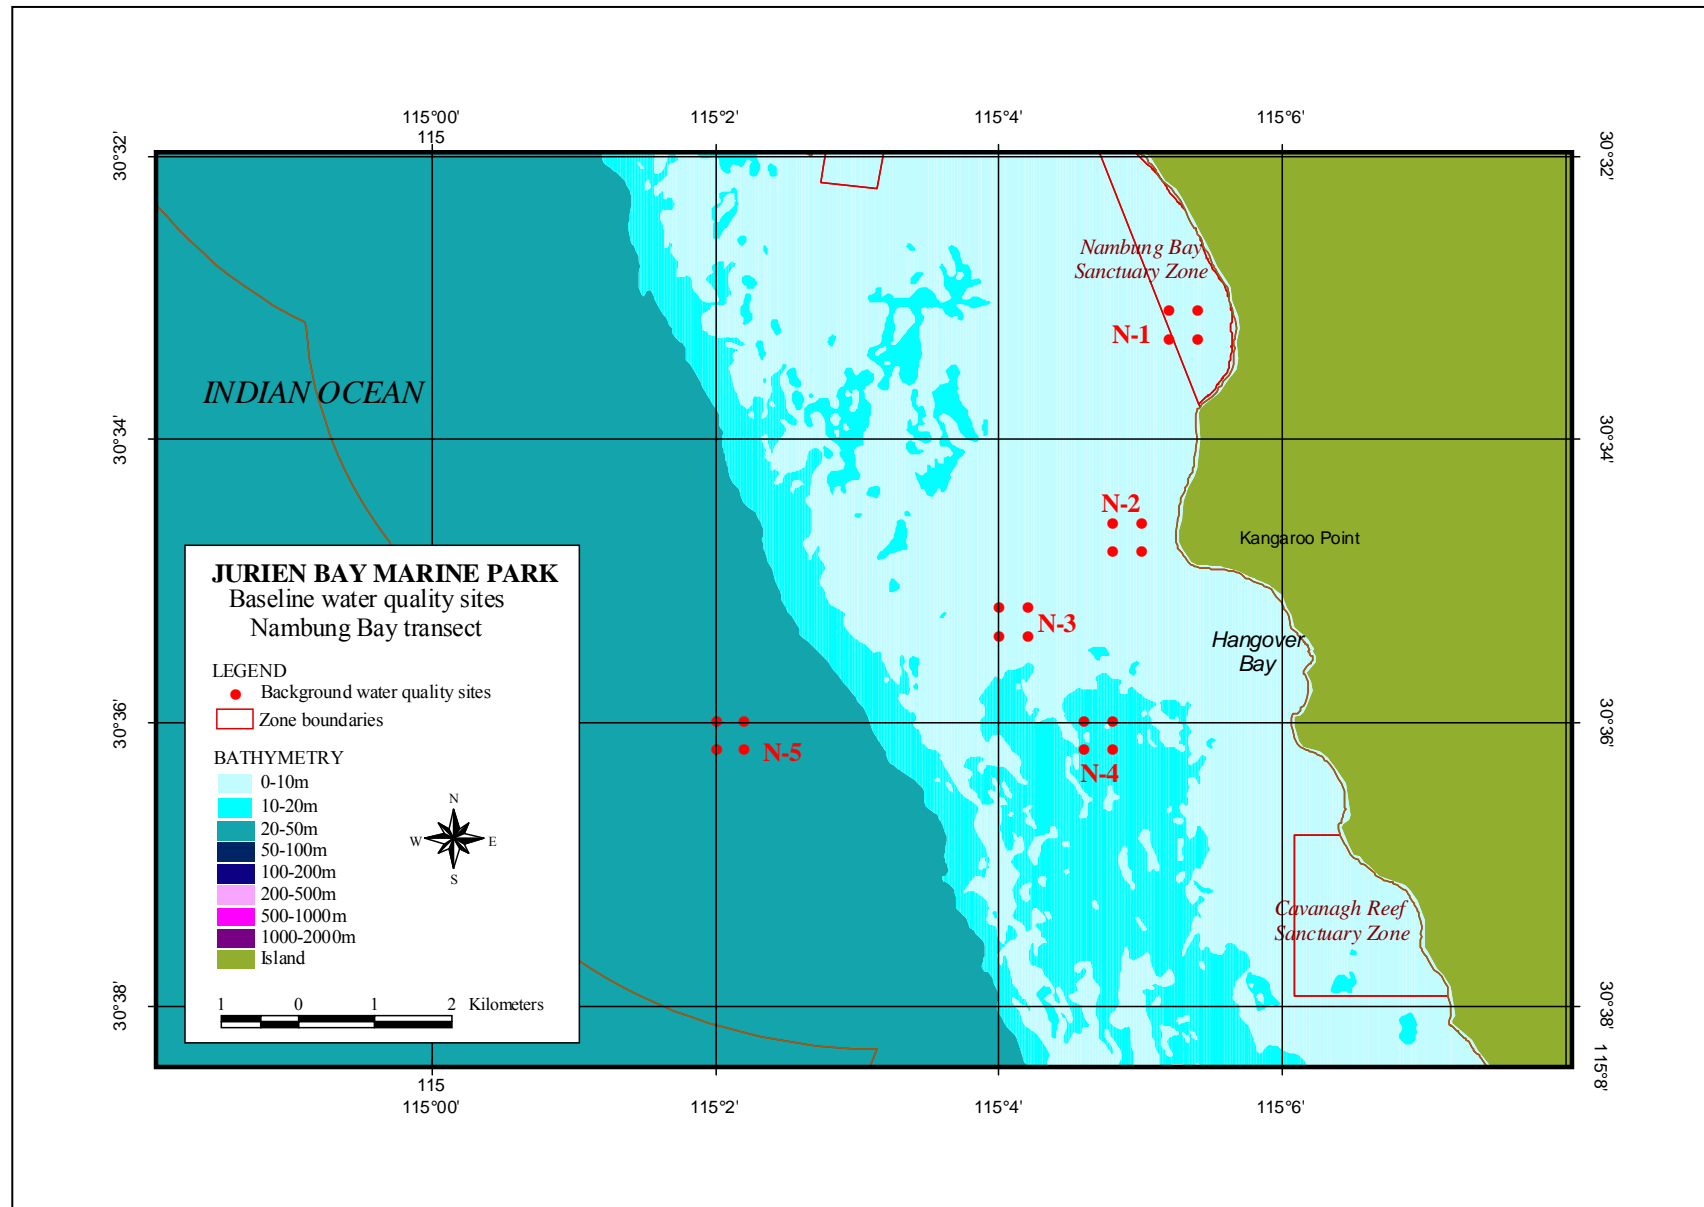 115°00'
115°2'
115°4'
115°6'
115
30°32'
30°32'
Nambung Bay
Sanctuary Zone
N-1
INDIAN OCEAN
30°34'
30°34'
N-2
Kangaroo Point
JURIEN BAY MARINE PARK
Baseline water quality sites
Nambung Bay transect
N-3
Hangover
Bay
LEGEND
Background water quality sites
Zone boundaries
30°36'
30°36'
N-5
N-4
BATHYMETRY
0-10m
10-20m
20-50m
50-100m
100-200m
200-500m
500-1000m
1000-2000m
Island
N
W
E
S
Cavanagh Reef
Sanctuary Zone
1 0 1 2 Kilometers
30°38'
30°38'
115°8'
115
115°00'
115°2'
115°4'
115°6'